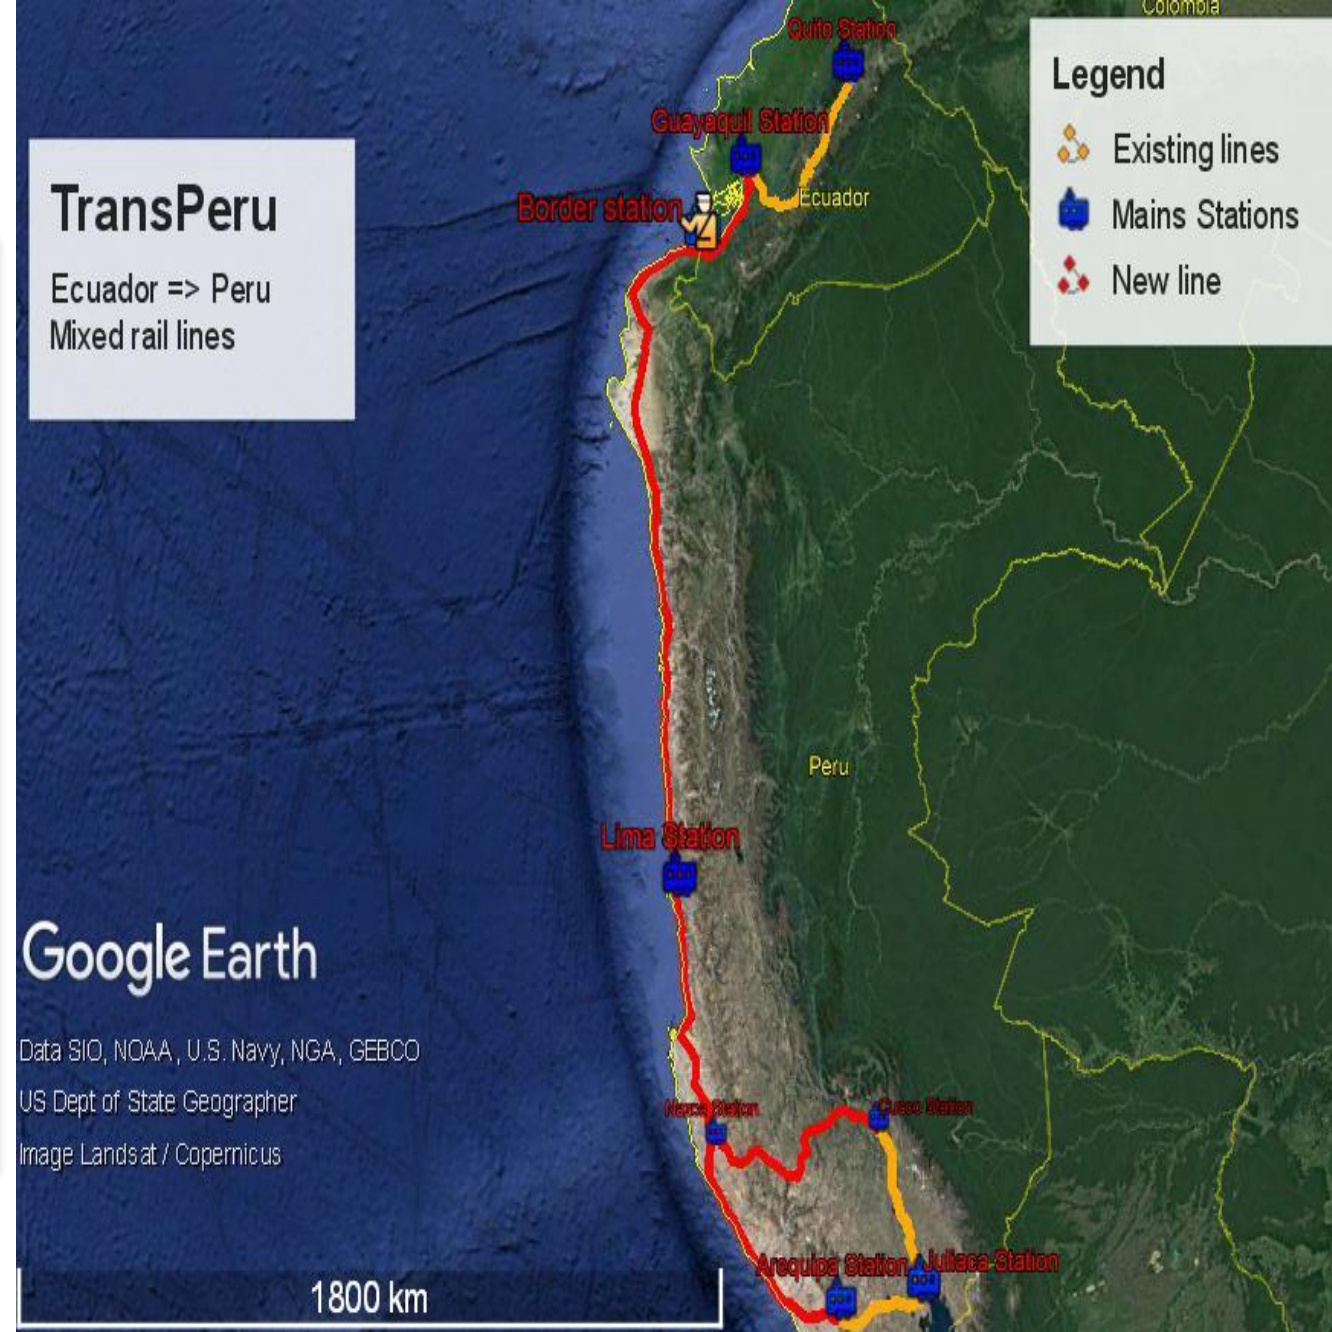 Colombia
Quito Station
Legend
Guayaquil Station
Existing lines
TransPeru
Border station
Ecuador
Mains Stations
Ecuador => Peru
New line
Mixed rail lines
Peru
Lima Station
Google Earth
Data SIO, NOAA, U.S. Navy, NGA, GEBCO
US Dept of State Geographer
Image Landsat / Copernicus
Nazca Station
Cusco Station
Arequipa Station
Juliaca Station
1800 km